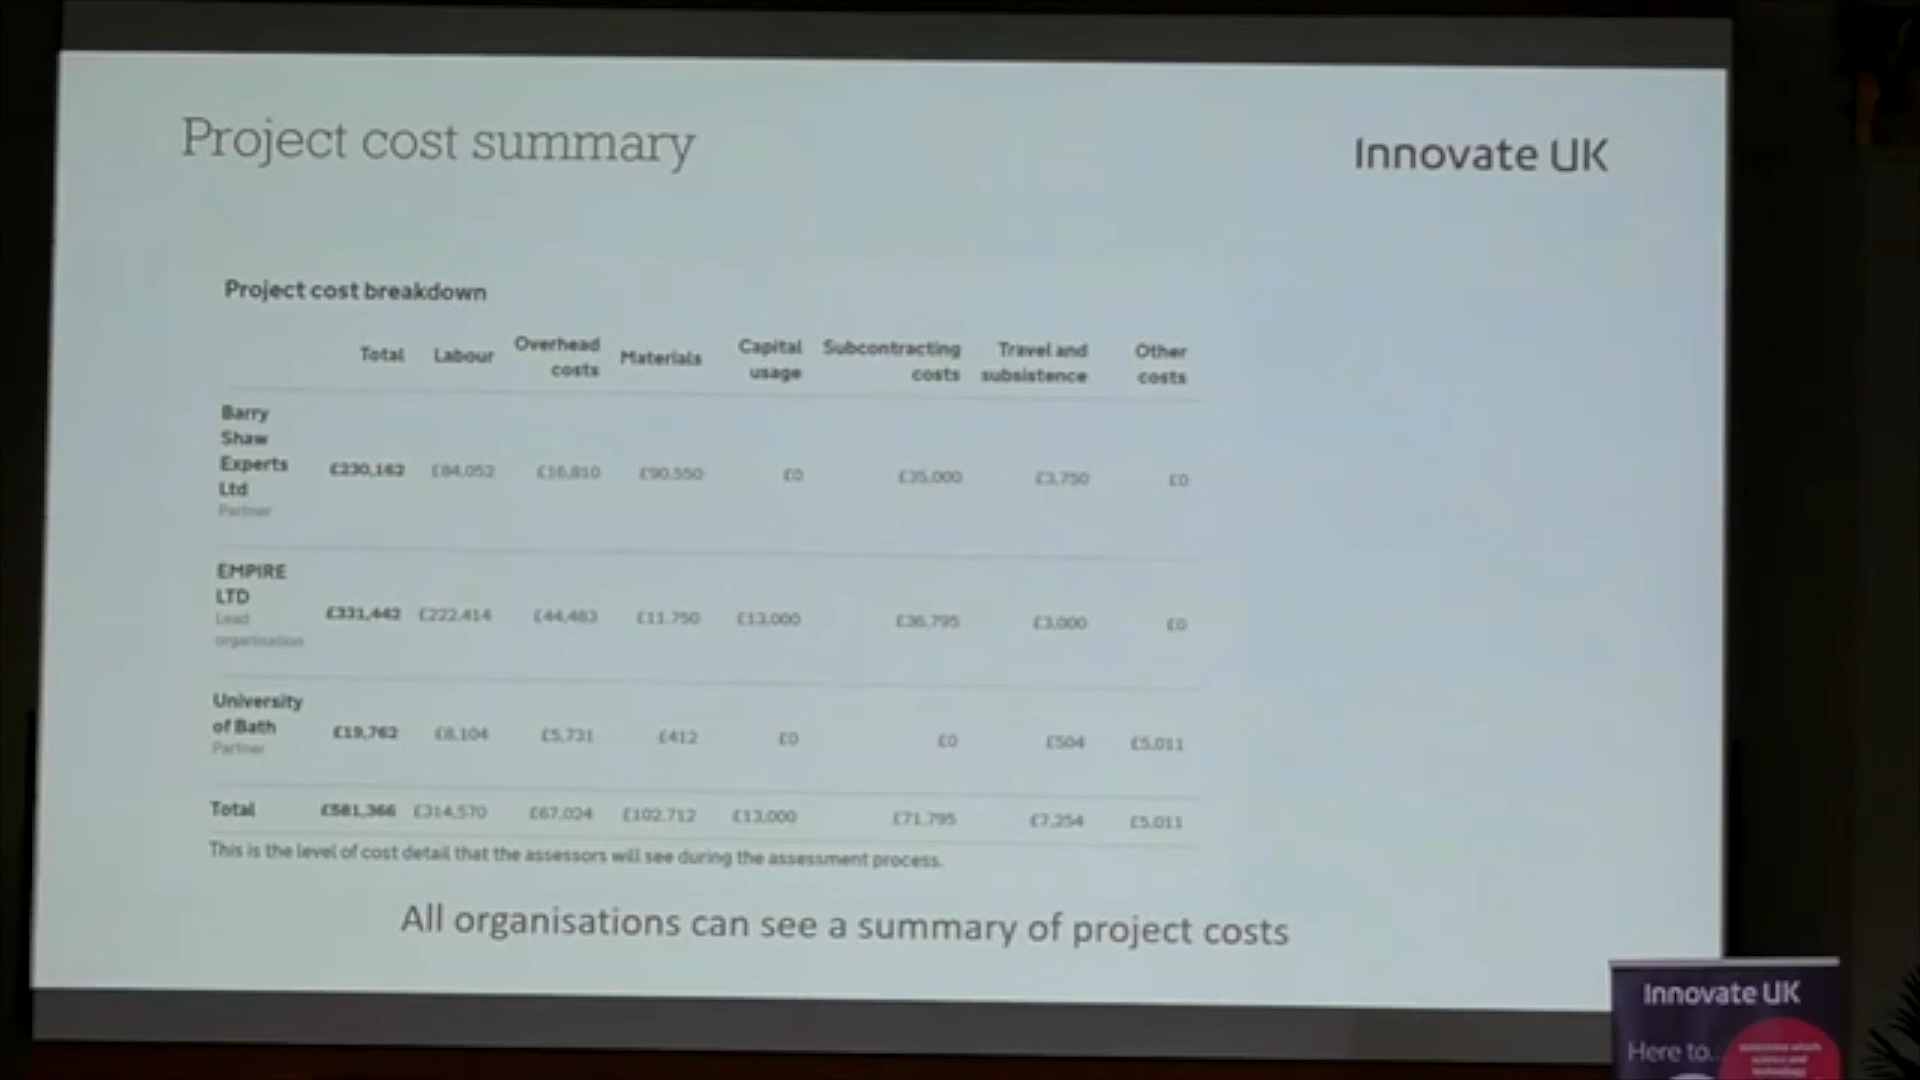 Project cost summary
Innovate UK
Project cost breakdown
Total Labour Overhead costs Materials Capital usage Subcontracting costs Travel and subsistence Other costs
Barry Shaw Experts Ltd Partner £230,162 £84,052 £16,810 £90,550 £0 £35,000 £3,750 £0
EMPIRE LTD Lead organisation £331,442 £222,414 £44,483 £11,750 £13,000 £36,795 £3,000 £0
University of Bath Partner £19,762 £8,104 £5,731 £412 £0 £0 £504 £5,011
Total £581,366 £314,570 £67,024 £102,712 £13,000 £71,795 £7,254 £5,011
This is the level of cost detail that the assessors will see during the assessment process.
All organisations can see a summary of project costs
Innovate UK
Here to...